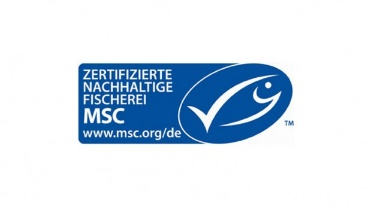 ZERTIFIZIERTE
NACHHALTIGE
FISCHEREI
MSC
www.msc.org/de
TM